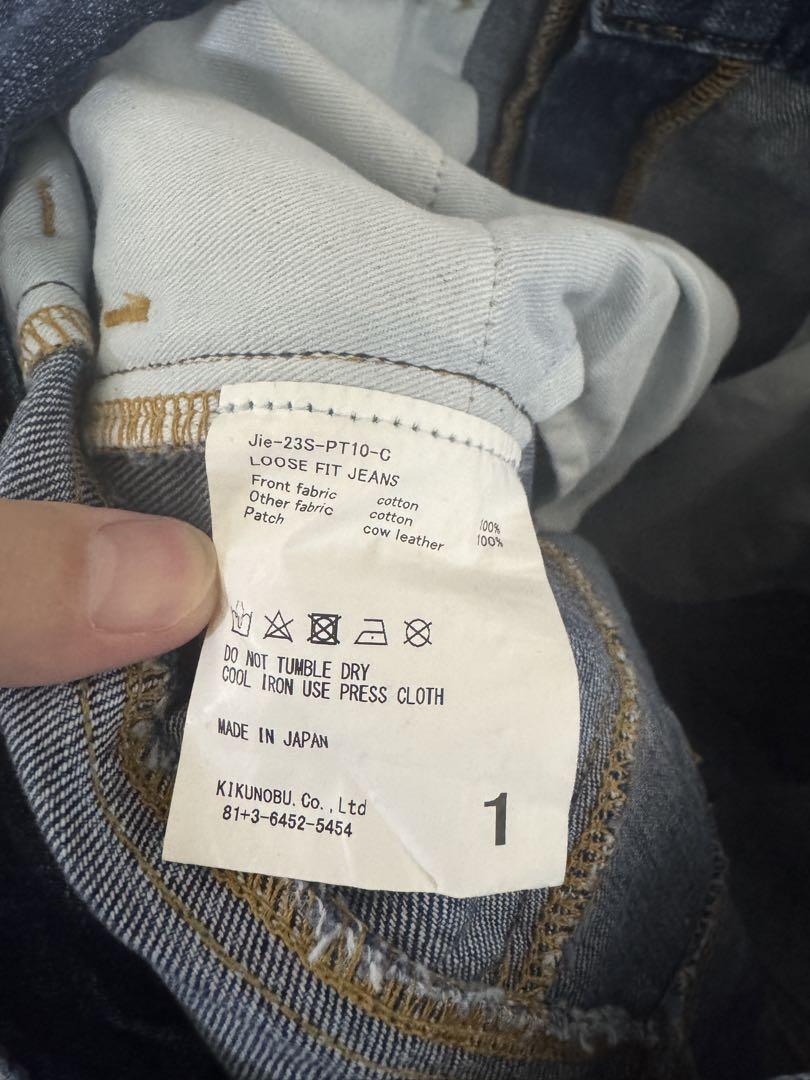 Jie-23S-PT10-C
LOOSE FIT JEANS
Front fabric cotton 100%
Other fabric cotton 100%
Patch cow leather
DO NOT TUMBLE DRY
COOL IRON USE PRESS CLOTH
MADE IN JAPAN
KIKUNOBU.Co.,Ltd
81+3-6452-5454
1